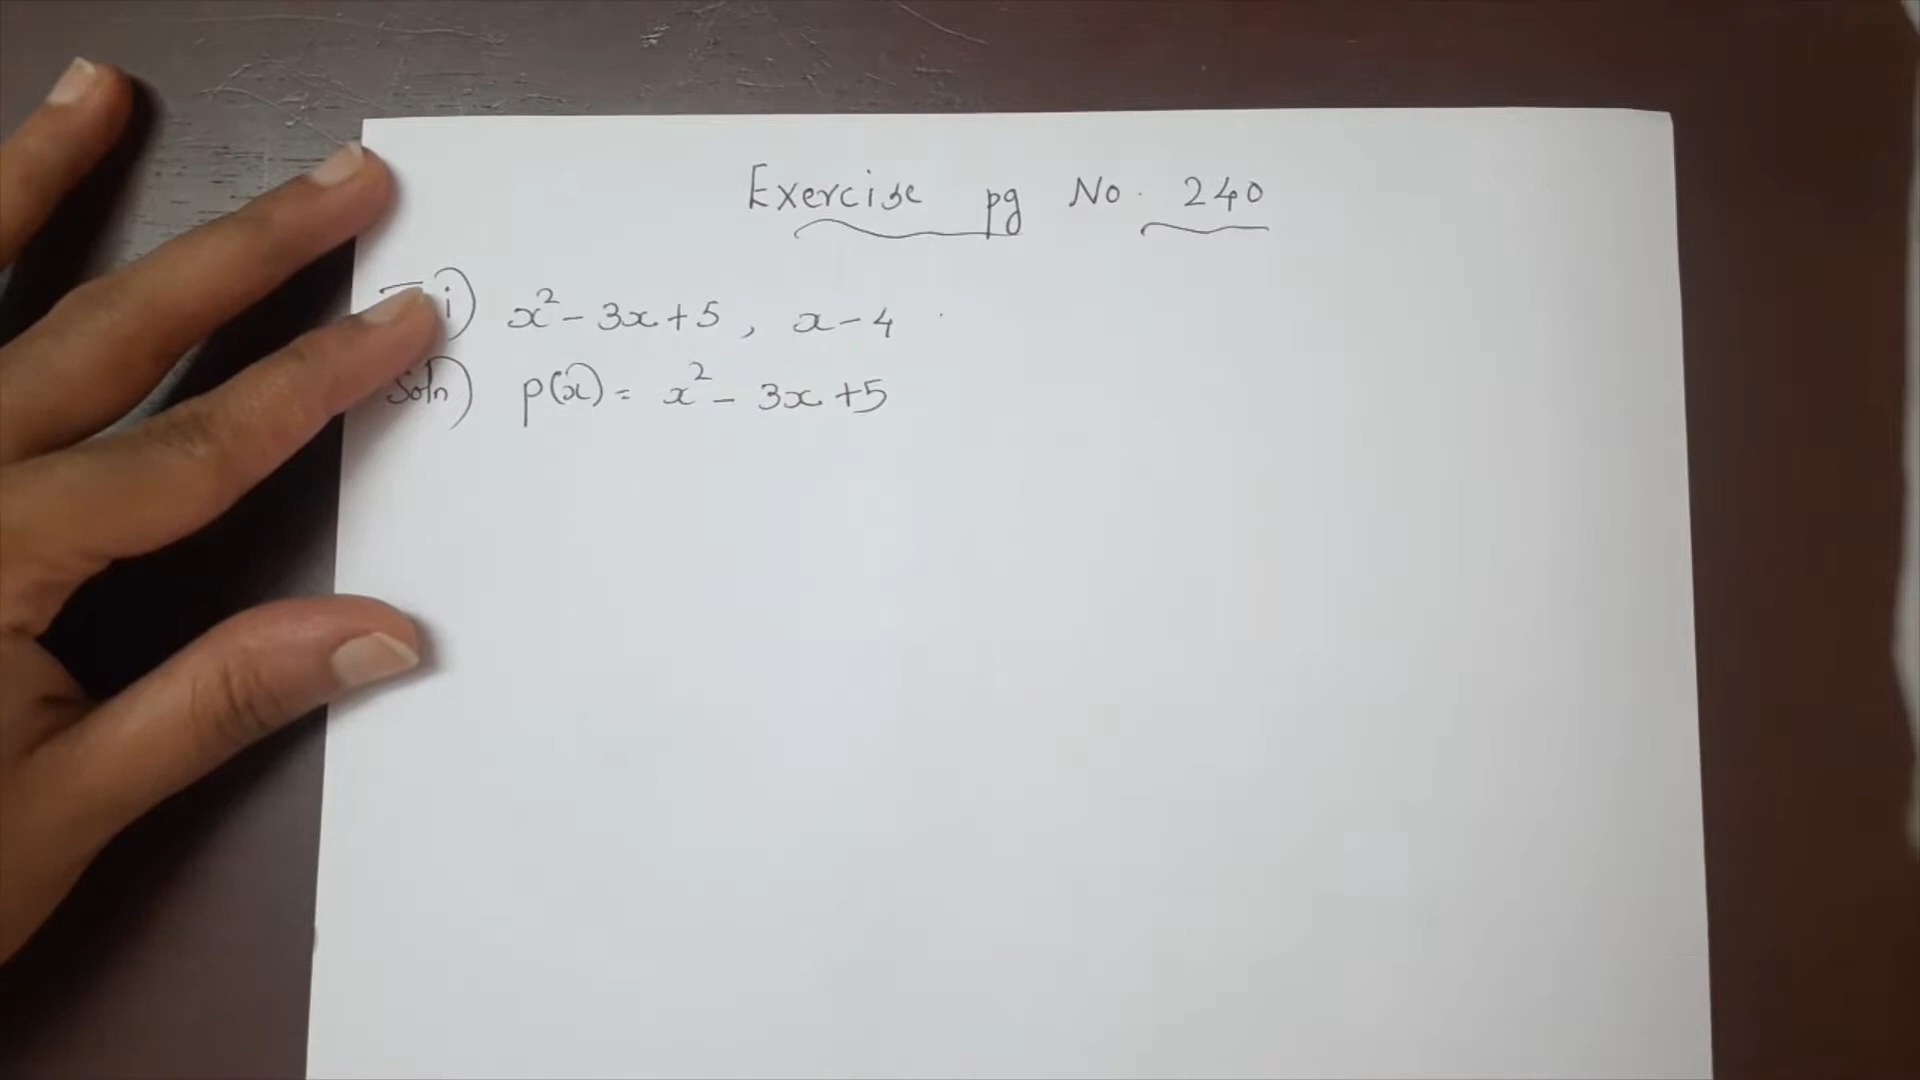 Exercise pg No. 240
i) x² - 3x + 5, x - 4
Soln) p(x) = x² - 3x + 5